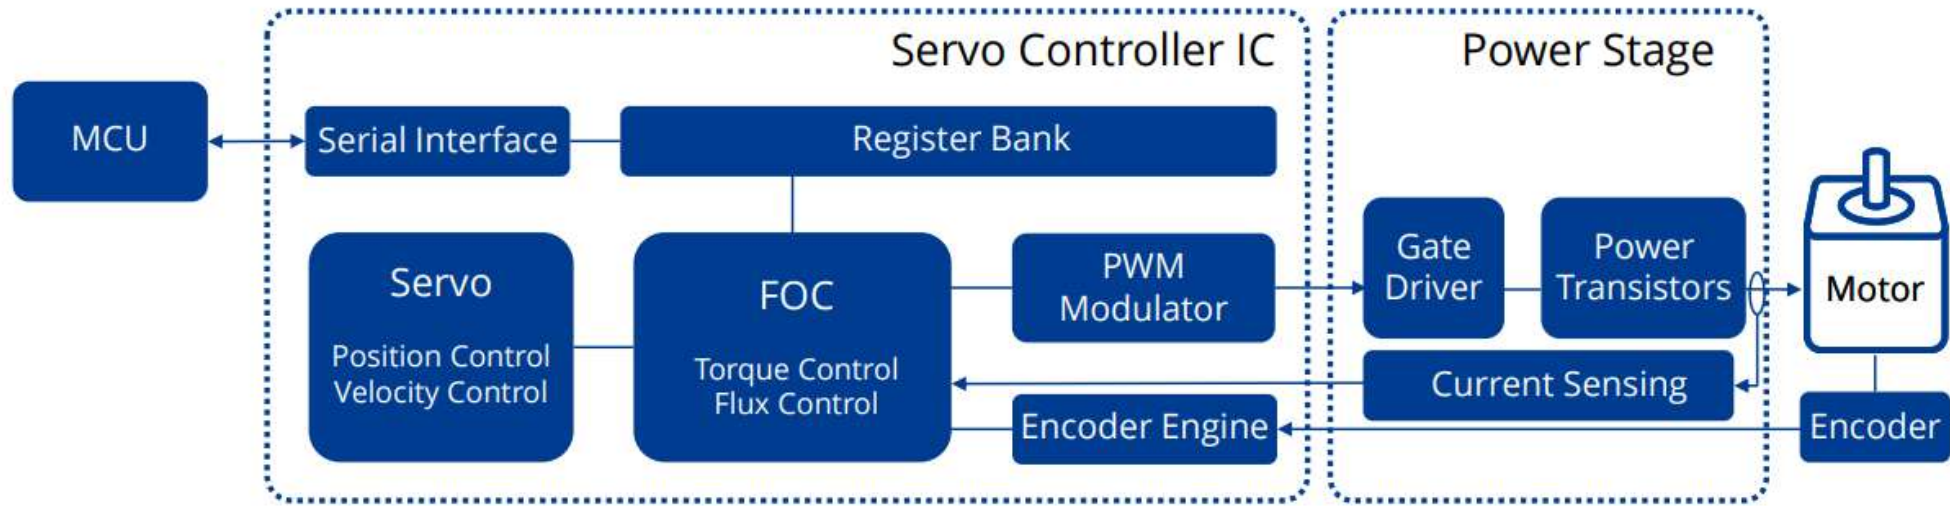 Servo Controller IC
Power Stage
MCU
Serial Interface
Register Bank
Servo
Position Control
Velocity Control
FOC
Torque Control
Flux Control
PWM
Modulator
Gate
Driver
Power
Transistors
Motor
Current Sensing
Encoder Engine
Encoder